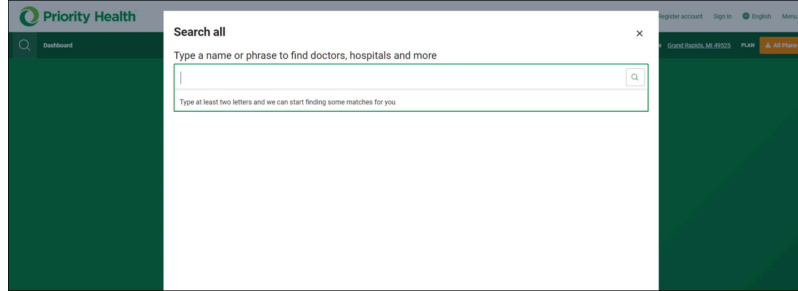 Priority Health
Register account Sign in English Menu
Dashboard
Grand Rapids, MI 49525 PLAN All Plans
Search all
Type a name or phrase to find doctors, hospitals and more
Type at least two letters and we can start finding some matches for you